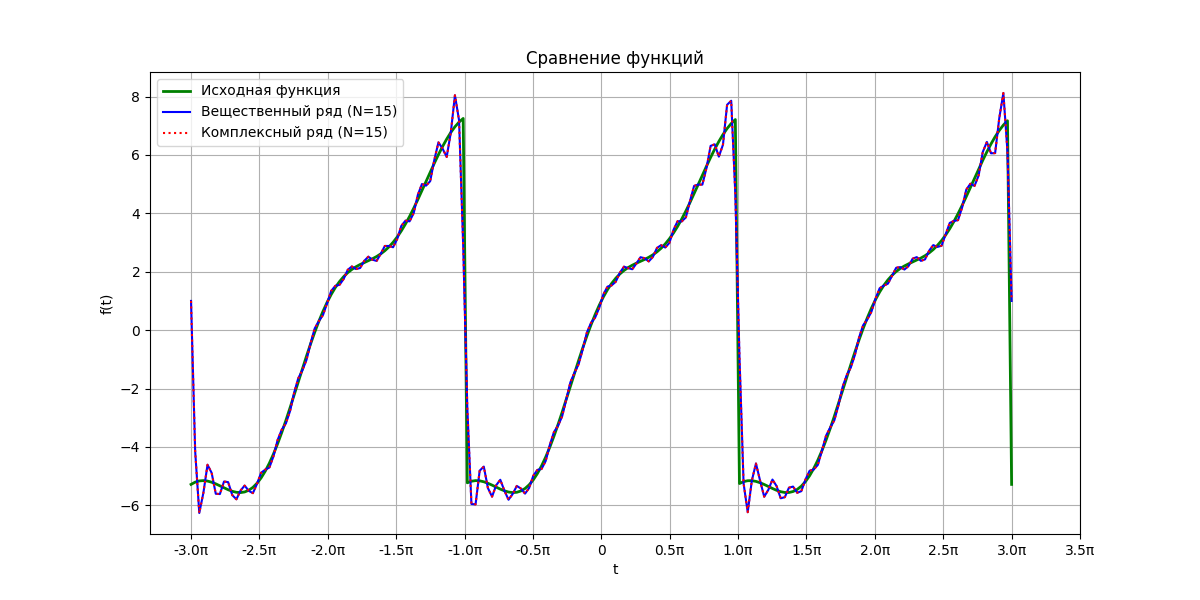 Сравнение функций
Исходная функция
Вещественный ряд (N=15)
Комплексный ряд (N=15)
f(t)
8
6
4
2
0
−2
−4
−6
-3.0π -2.5π -2.0π -1.5π -1.0π -0.5π 0 0.5π 1.0π 1.5π 2.0π 2.5π 3.0π 3.5π
t